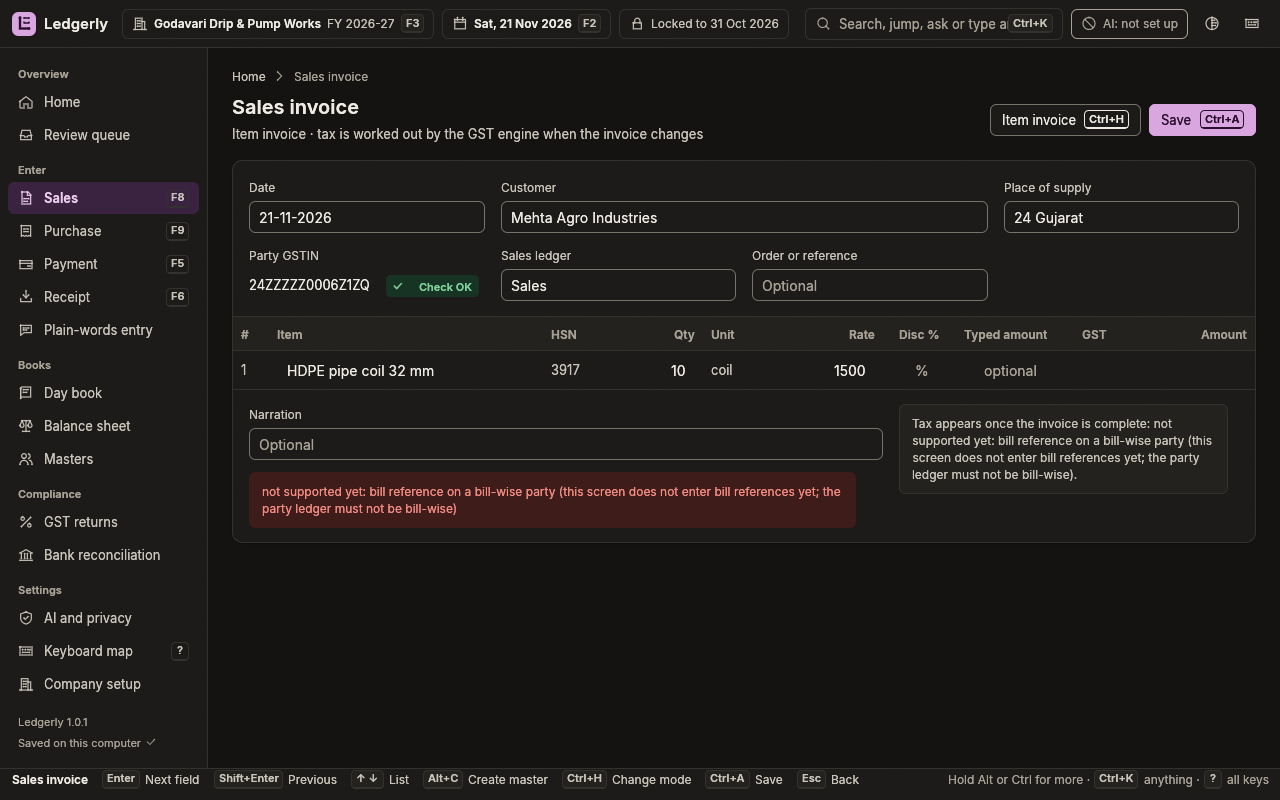 Ledgerly
Godavari Drip & Pump Works FY 2026-27 F3
Sat, 21 Nov 2026 F2
Locked to 31 Oct 2026
Search, jump, ask or type a Ctrl+K
AI: not set up
Overview
Home
Review queue
Enter
Sales F8
Purchase F9
Payment F5
Receipt F6
Plain-words entry
Books
Day book
Balance sheet
Masters
Compliance
GST returns
Bank reconciliation
Settings
AI and privacy
Keyboard map ?
Company setup
Ledgerly 1.0.1
Saved on this computer
Home Sales invoice
Sales invoice
Item invoice · tax is worked out by the GST engine when the invoice changes
Item invoice Ctrl+H
Save Ctrl+A
Date Customer Place of supply
21-11-2026 Mehta Agro Industries 24 Gujarat
Party GSTIN Sales ledger Order or reference
24ZZZZZ0006Z1ZQ Check OK Sales Optional
# Item HSN Qty Unit Rate Disc % Typed amount GST Amount
1 HDPE pipe coil 32 mm 3917 10 coil 1500 % optional
Narration
Optional
not supported yet: bill reference on a bill-wise party (this screen does not enter bill references yet; the
party ledger must not be bill-wise)
Tax appears once the invoice is complete: not
supported yet: bill reference on a bill-wise party (this
screen does not enter bill references yet; the party
ledger must not be bill-wise).
Sales invoice Enter Next field Shift+Enter Previous ↑ ↓ List Alt+C Create master Ctrl+H Change mode Ctrl+A Save Esc Back Hold Alt or Ctrl for more · Ctrl+K anything · ? all keys